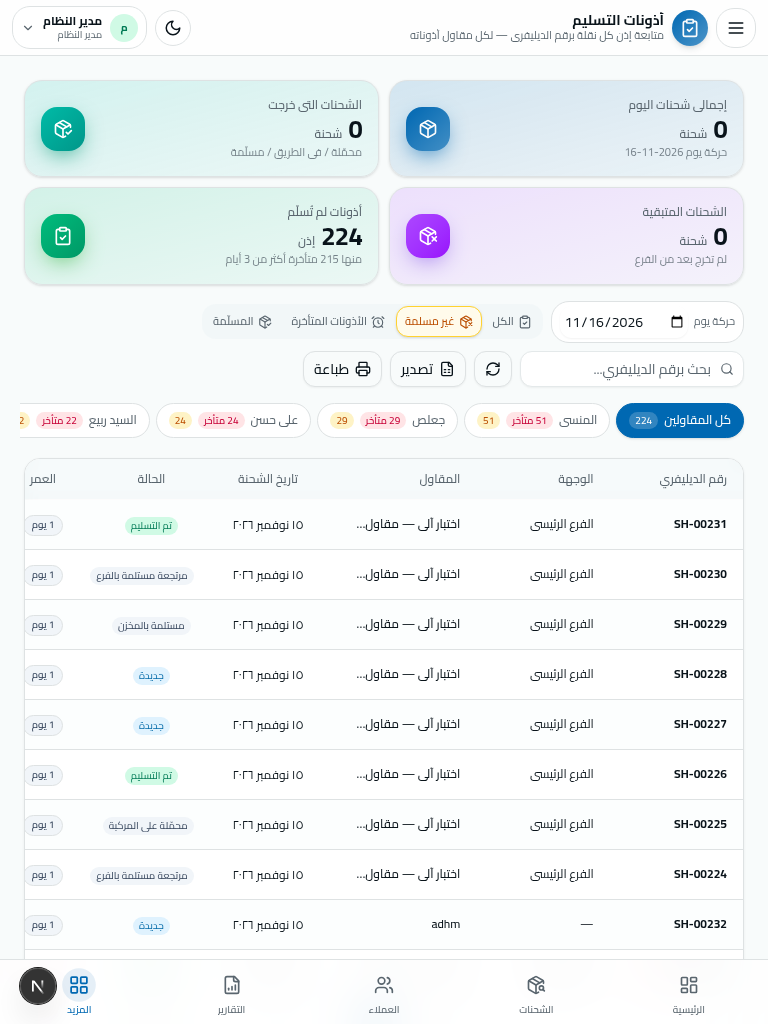 أذونات التسليم
متابعة إذن كل نقلة برقم الديليفري — لكل مقاول أذوناته
مدير النظام
مدير النظام
م
إجمالى شحنات اليوم
0 شحنة
حركة يوم 2026-11-16
الشحنات التى خرجت
0 شحنة
محمّلة / فى الطريق / مسلّمة
الشحنات المتبقية
0 شحنة
لم تخرج بعد من الفرع
أذونات لم تُسلّم
224 إذن
منها 215 متأخرة أكثر من 3 أيام
حركة يوم 11/16/2026
الكل
غير مسلمة
الأذونات المتأخرة
المسلّمة
بحث برقم الديليفري...
تصدير
طباعة
كل المقاولين 224
المنسى 51 متأخر 51
جعلص 29 متأخر 29
على حسن 24 متأخر 24
السيد ربيع 22 متأخر
رقم الديليفري الوجهة المقاول تاريخ الشحنة الحالة العمر
SH-00231 الفرع الرئيسى اختبار آلى — مقاول... ١٥ نوفمبر ٢٠٢٦ تم التسليم 1 يوم
SH-00230 الفرع الرئيسى اختبار آلى — مقاول... ١٥ نوفمبر ٢٠٢٦ مرتجعة مستلمة بالفرع 1 يوم
SH-00229 الفرع الرئيسى اختبار آلى — مقاول... ١٥ نوفمبر ٢٠٢٦ مستلمة بالمخزن 1 يوم
SH-00228 الفرع الرئيسى اختبار آلى — مقاول... ١٥ نوفمبر ٢٠٢٦ جديدة 1 يوم
SH-00227 الفرع الرئيسى اختبار آلى — مقاول... ١٥ نوفمبر ٢٠٢٦ جديدة 1 يوم
SH-00226 الفرع الرئيسى اختبار آلى — مقاول... ١٥ نوفمبر ٢٠٢٦ تم التسليم 1 يوم
SH-00225 الفرع الرئيسى اختبار آلى — مقاول... ١٥ نوفمبر ٢٠٢٦ محمّلة على المركبة 1 يوم
SH-00224 الفرع الرئيسى اختبار آلى — مقاول... ١٥ نوفمبر ٢٠٢٦ مرتجعة مستلمة بالفرع 1 يوم
SH-00232 — adhm ١٥ نوفمبر ٢٠٢٦ جديدة 1 يوم
الرئيسية
الشحنات
العملاء
التقارير
المزيد
N